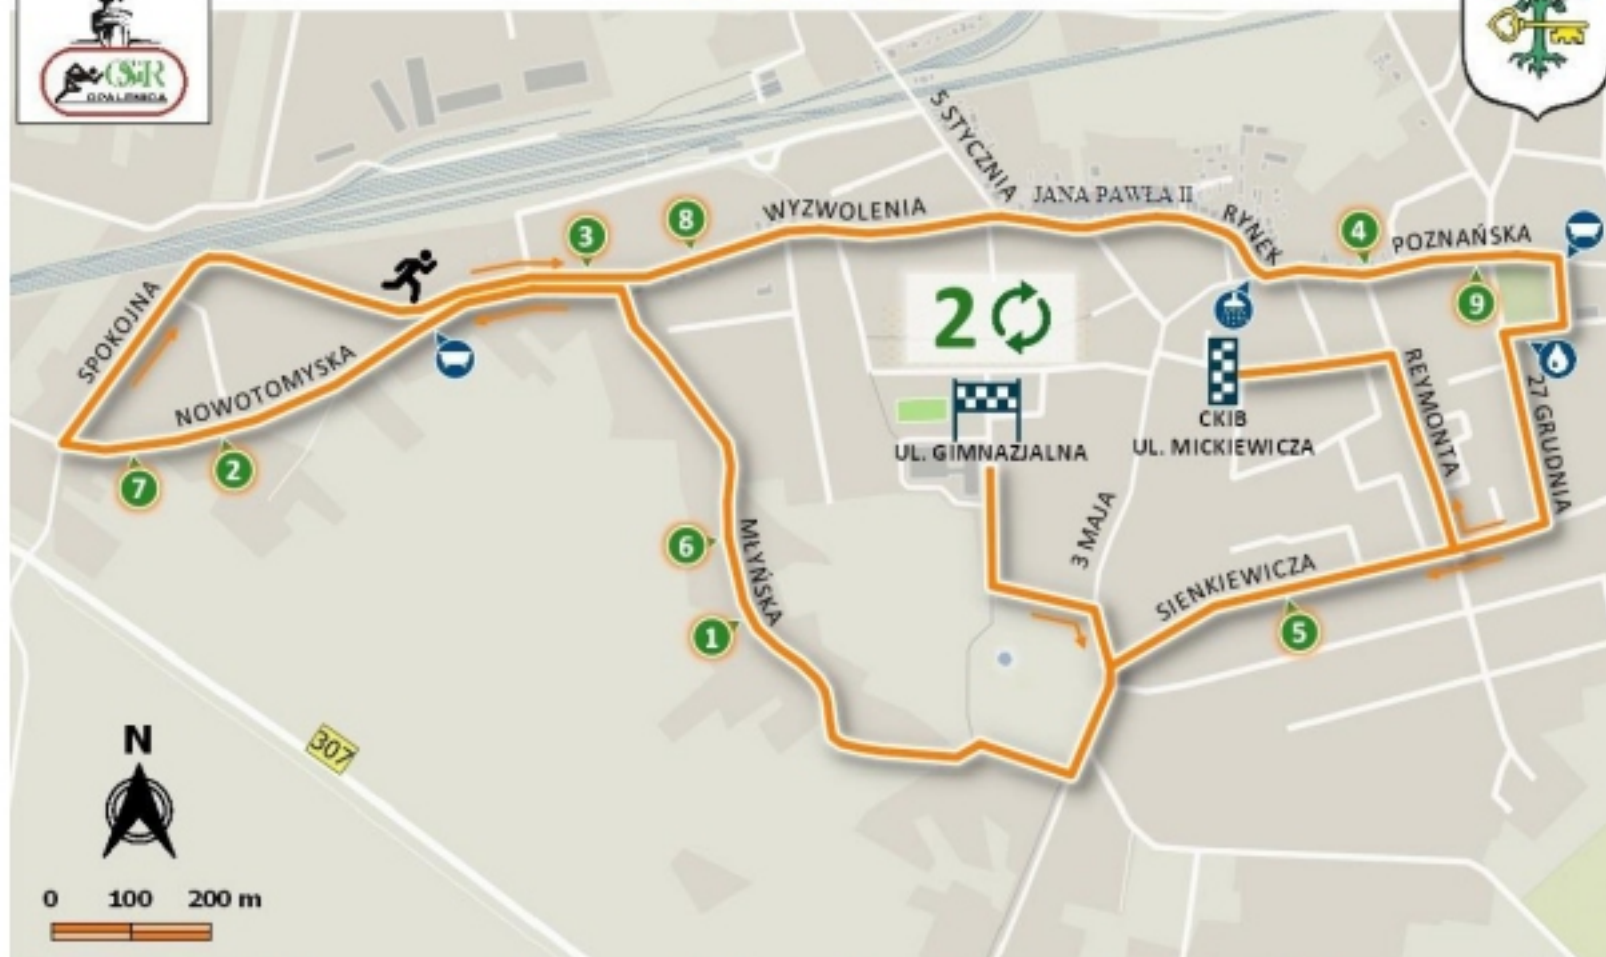 OSiR
OPALENICA
5 STYCZNIA
JANA PAWŁA II
WYZWOLENIA
RYNEK
3
8
4
POZNAŃSKA
9
SPOKOJNA
NOWOTOMYSKA
2
REYMONTA
27 GRUDNIA
CKIB
UL. MICKIEWICZA
UL. GIMNAZJALNA
7
2
6
MŁYŃSKA
3 MAJA
1
SIENKIEWICZA
5
307
N
0 100 200 m